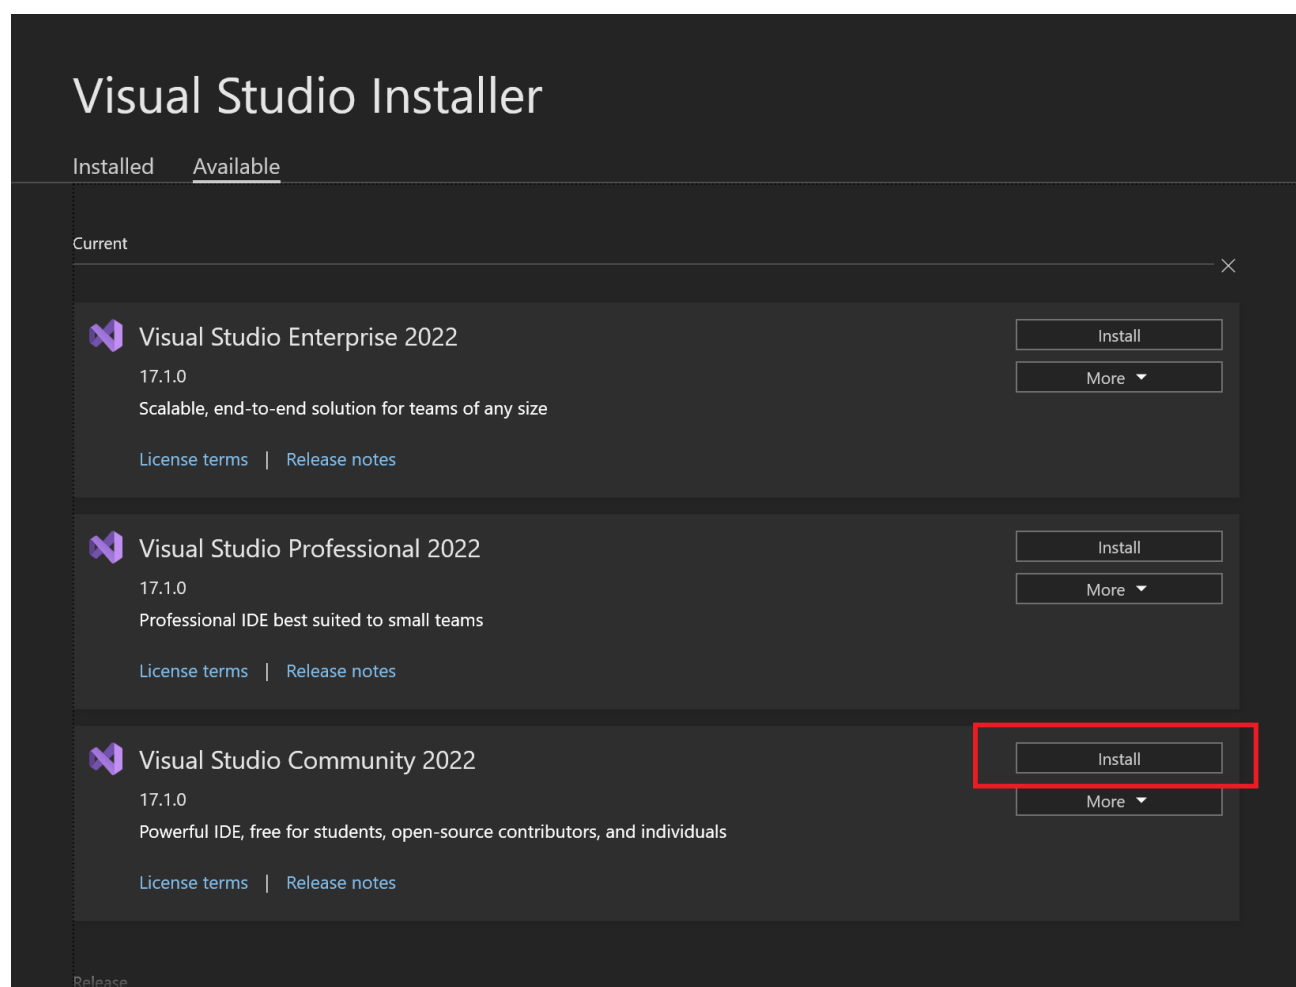 Visual Studio Installer
Installed Available
Current
Visual Studio Enterprise 2022
Install
17.1.0
More
Scalable, end-to-end solution for teams of any size
License terms | Release notes
Visual Studio Professional 2022
Install
17.1.0
More
Professional IDE best suited to small teams
License terms | Release notes
Visual Studio Community 2022
Install
17.1.0
More
Powerful IDE, free for students, open-source contributors, and individuals
License terms | Release notes
Release